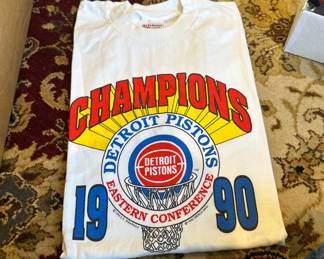 CHAMPIONS
DETROIT PISTONS
DETROIT
PISTONS
19 90
EASTERN CONFERENCE